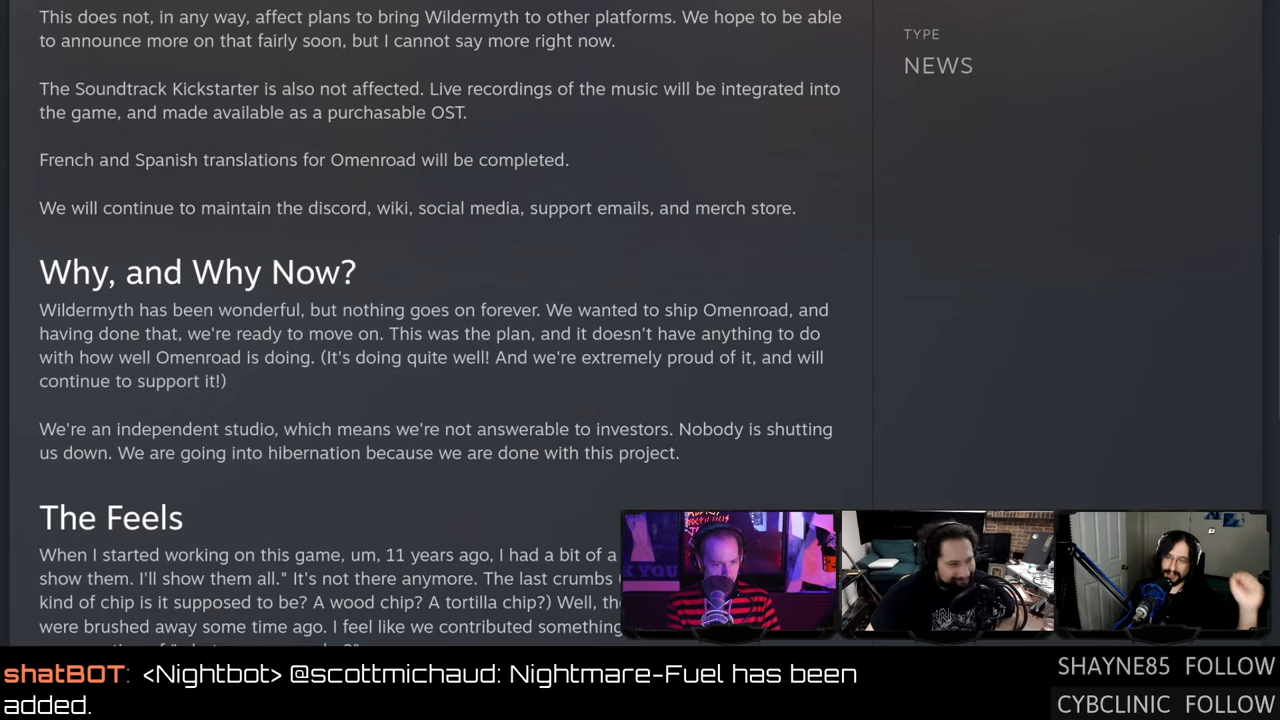 This does not, in any way, affect plans to bring Wildermyth to other platforms. We hope to be able
to announce more on that fairly soon, but I cannot say more right now.
The Soundtrack Kickstarter is also not affected. Live recordings of the music will be integrated into
the game, and made available as a purchasable OST.
French and Spanish translations for Omenroad will be completed.
We will continue to maintain the discord, wiki, social media, support emails, and merch store.
Why, and Why Now?
Wildermyth has been wonderful, but nothing goes on forever. We wanted to ship Omenroad, and
having done that, we're ready to move on. This was the plan, and it doesn't have anything to do
with how well Omenroad is doing. (It's doing quite well! And we're extremely proud of it, and will
continue to support it!)
We're an independent studio, which means we're not answerable to investors. Nobody is shutting
us down. We are going into hibernation because we are done with this project.
The Feels
When I started working on this game, um, 11 years ago, I had a bit of a
show them. I'll show them all." It's not there anymore. The last crumbs
kind of chip is it supposed to be? A wood chip? A tortilla chip?) Well,
were brushed away some time ago. I feel like we contributed something
TYPE
NEWS
YOU
shatBOT: <Nightbot> @scottmichaud: Nightmare-Fuel has been
added.
SHAYNE85 FOLLOW
CYBCLINIC FOLLOW